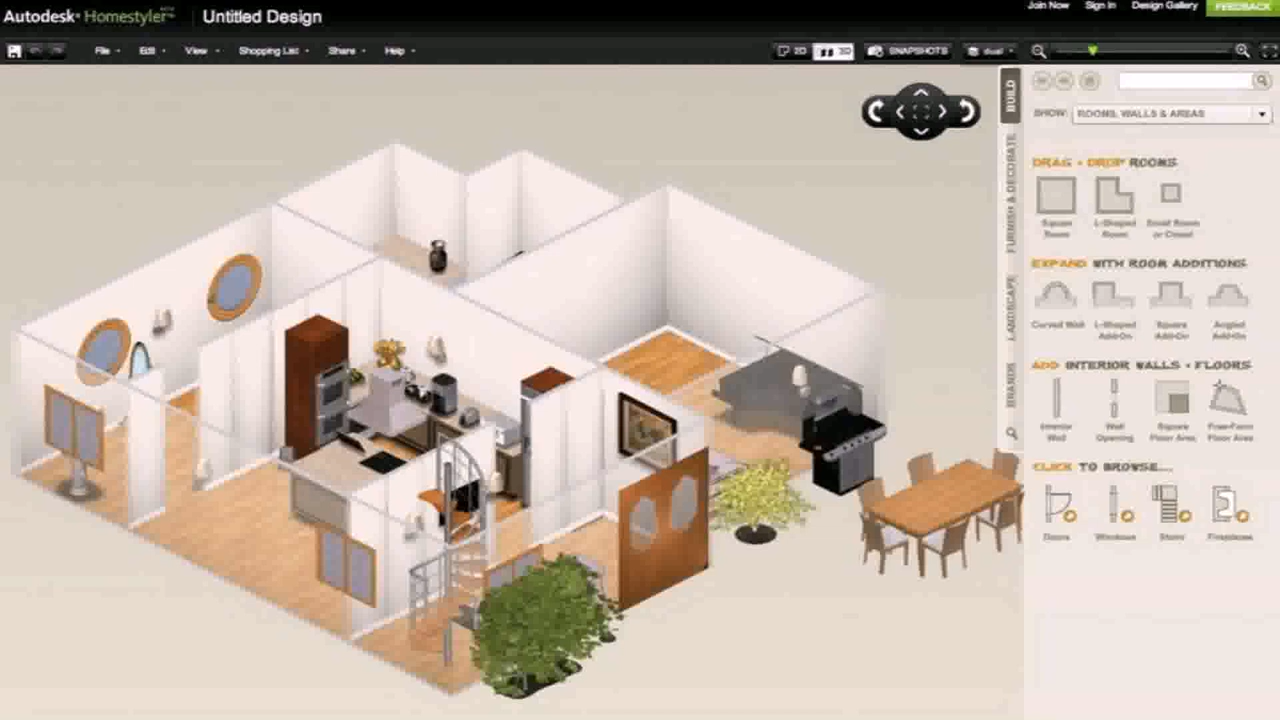 Autodesk® Homestyler™ BETA Untitled Design
Join Now Sign In Design Gallery FEEDBACK
File Edit View Shopping List Share Help
2D 3D SNAPSHOTS dual
BUILD
FURNISH & DECORATE
LANDSCAPE
BRANDS
SHOW: ROOMS, WALLS & AREAS
DRAG + DROP ROOMS
Square Room
L-Shaped Room
Small Room or Closet
EXPAND WITH ROOM ADDITIONS
Curved Wall
L-Shaped Add-On
Square Add-On
Angled Add-On
ADD INTERIOR WALLS + FLOORS
Interior Wall
Wall Opening
Square Floor Area
Free-Form Floor Area
CLICK TO BROWSE...
Doors Windows Stairs Fireplaces